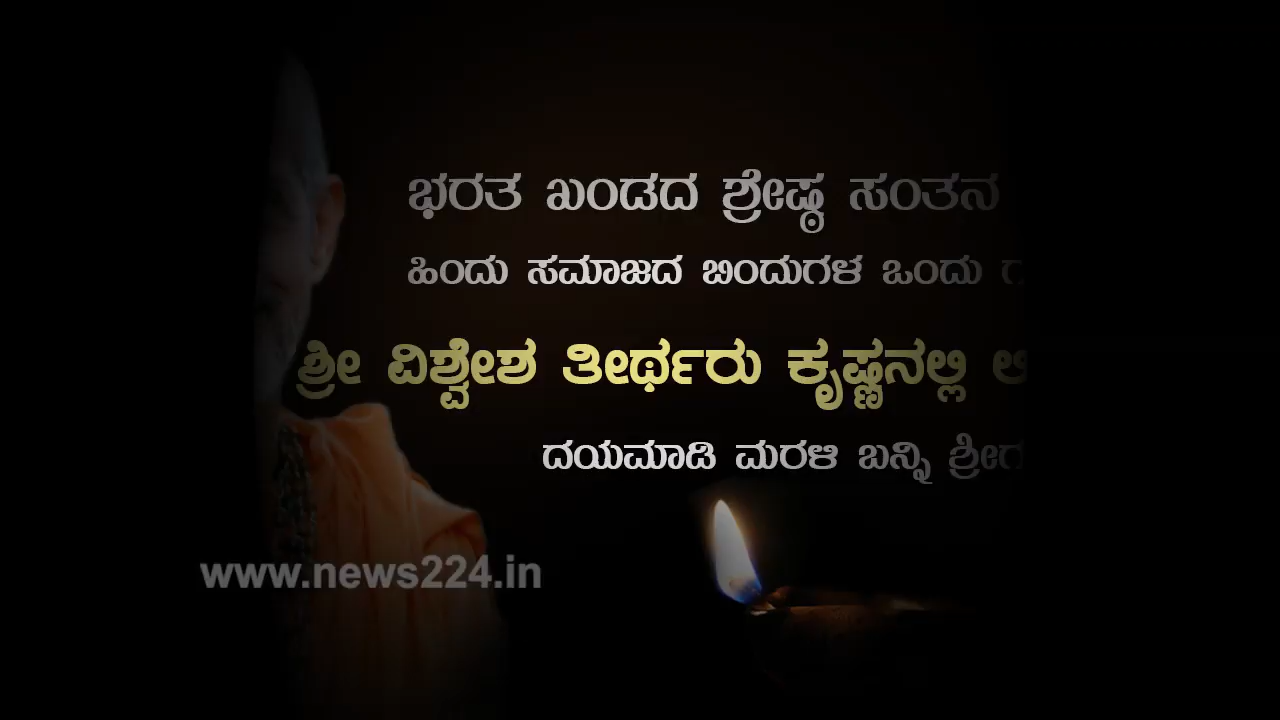 ಭರತ ಖಂಡದ ಶ್ರೇಷ್ಠ ಸಂತನ
ಹಿಂದು ಸಮಾಜದ ಬಿಂದುಗಳ ಒಂದು
ಶ್ರೀ ವಿಶ್ವೇಶ ತೀರ್ಥರು ಕೃಷ್ಣನಲ್ಲಿ
ದಯಮಾಡಿ ಮರಳಿ ಬನ್ನಿ
www.news224.in